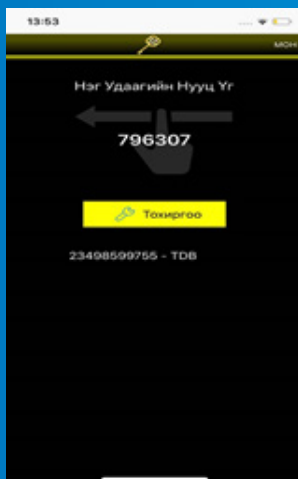 13:53
МОН
Нэг Удаагийн Нууц Үг
796307
Тохиргоо
23498599755 - TDB